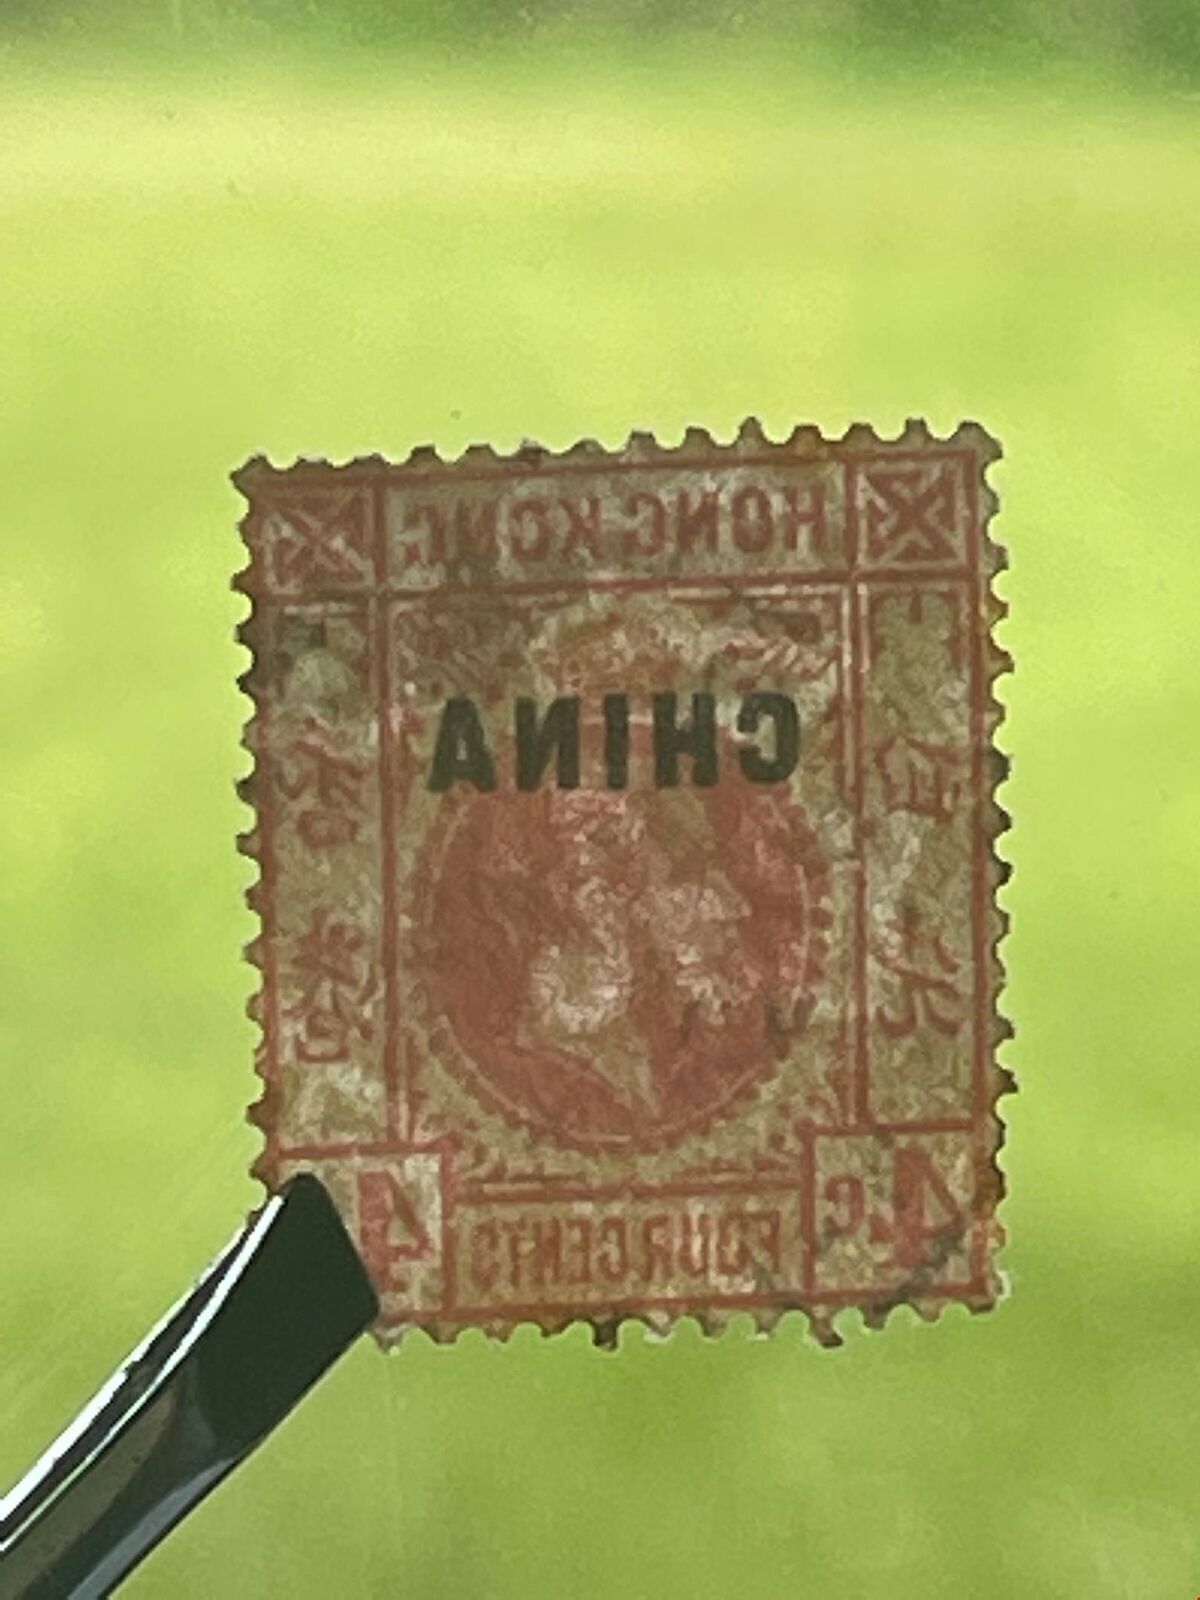 HONG KONG
CHINA
4c
FOUR CENTS
4